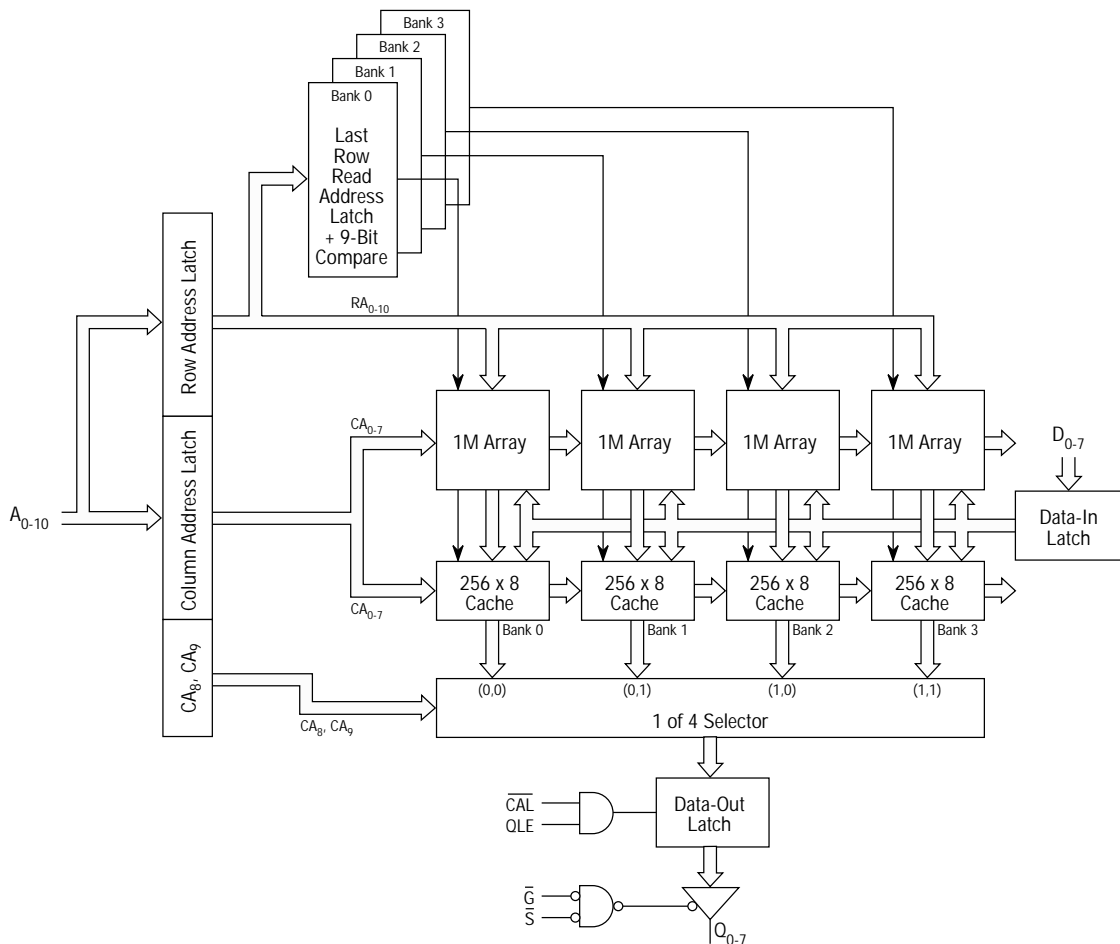 Bank 3
Bank 2
Bank 1
Bank 0
Last
Row
Read
Address
Latch
+ 9-Bit
Compare
Row Address Latch
RA0-10
CA0-7
1M Array
1M Array
1M Array
1M Array
D0-7
Column Address Latch
A0-10
Data-In
Latch
CA0-7
256 x 8
Cache
256 x 8
Cache
256 x 8
Cache
256 x 8
Cache
Bank 0
Bank 1
Bank 2
Bank 3
CA8, CA9
CA8, CA9
(0,0)
(0,1)
(1,0)
(1,1)
1 of 4 Selector
C̅A̅L̅
QLE
Data-Out
Latch
G̅
S̅
Q0-7